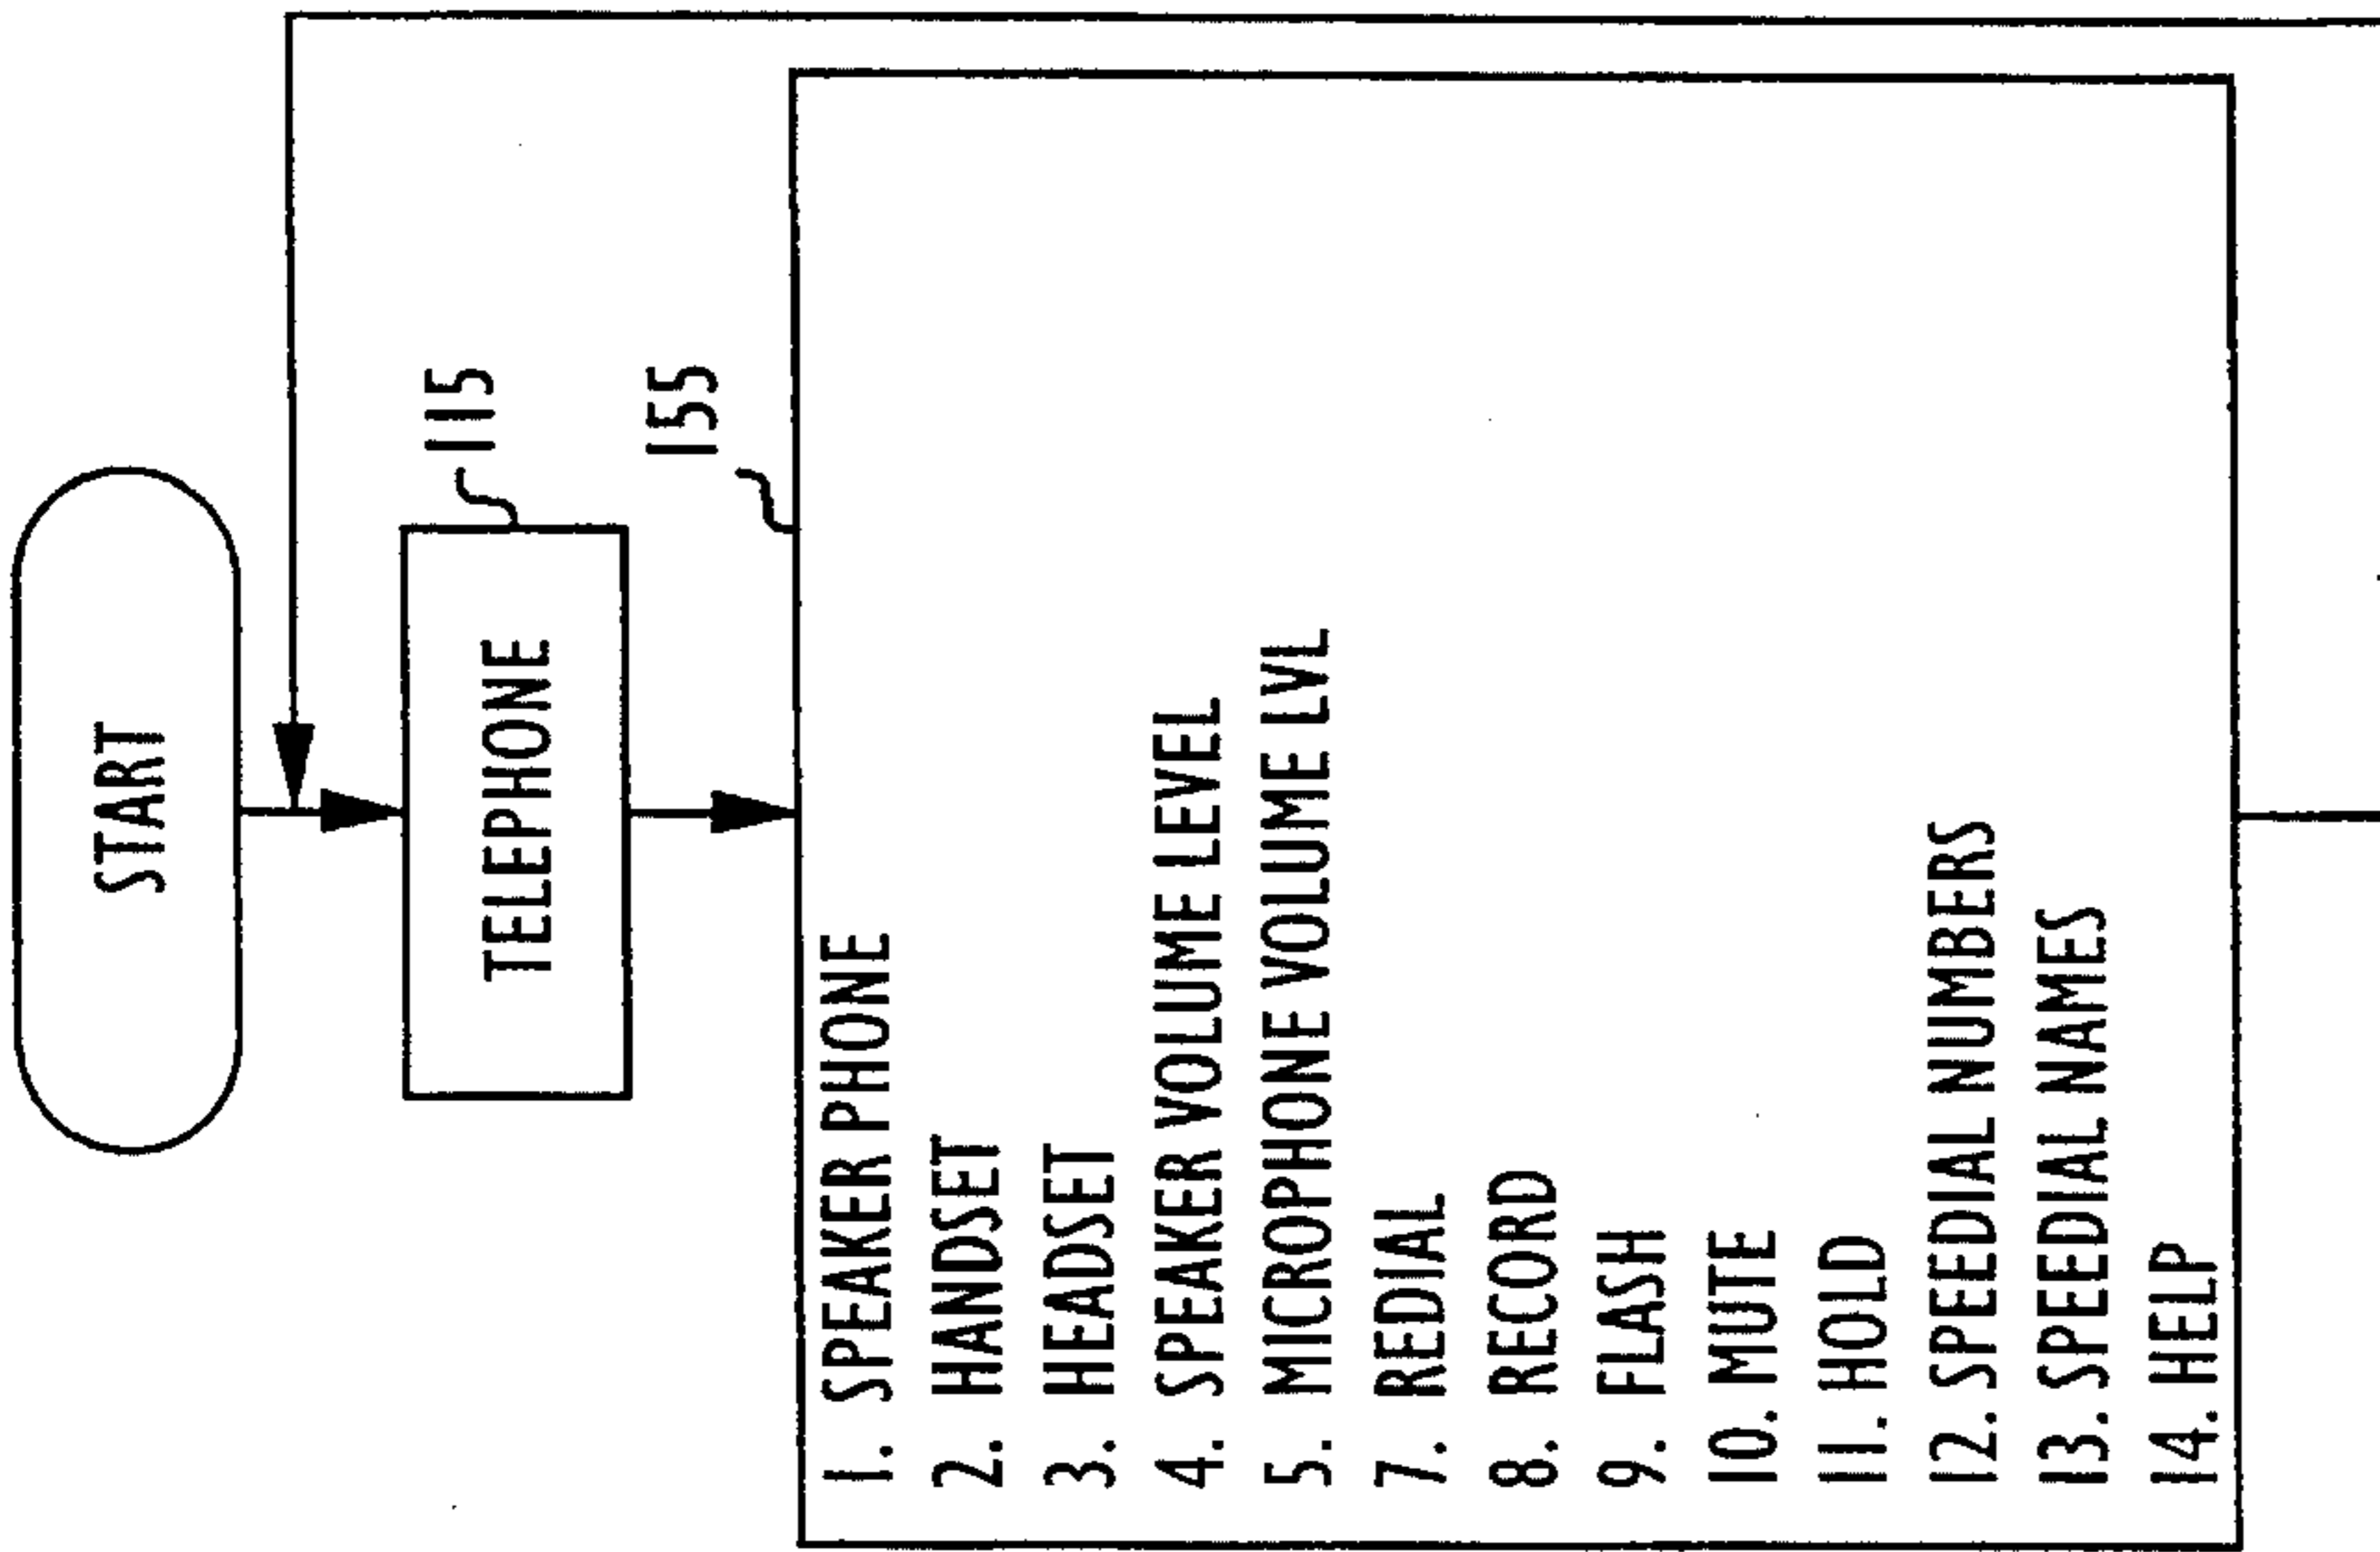 START
TELEPHONE
115
155
1. SPEAKER PHONE
2. HANDSET
3. HEADSET
4. SPEAKER VOLUME LEVEL
5. MICROPHONE VOLUME LVL
7. REDIAL
8. RECORD
9. FLASH
10. MUTE
11. HOLD
12. SPEEDIAL NUMBERS
13. SPEEDIAL NAMES
14. HELP